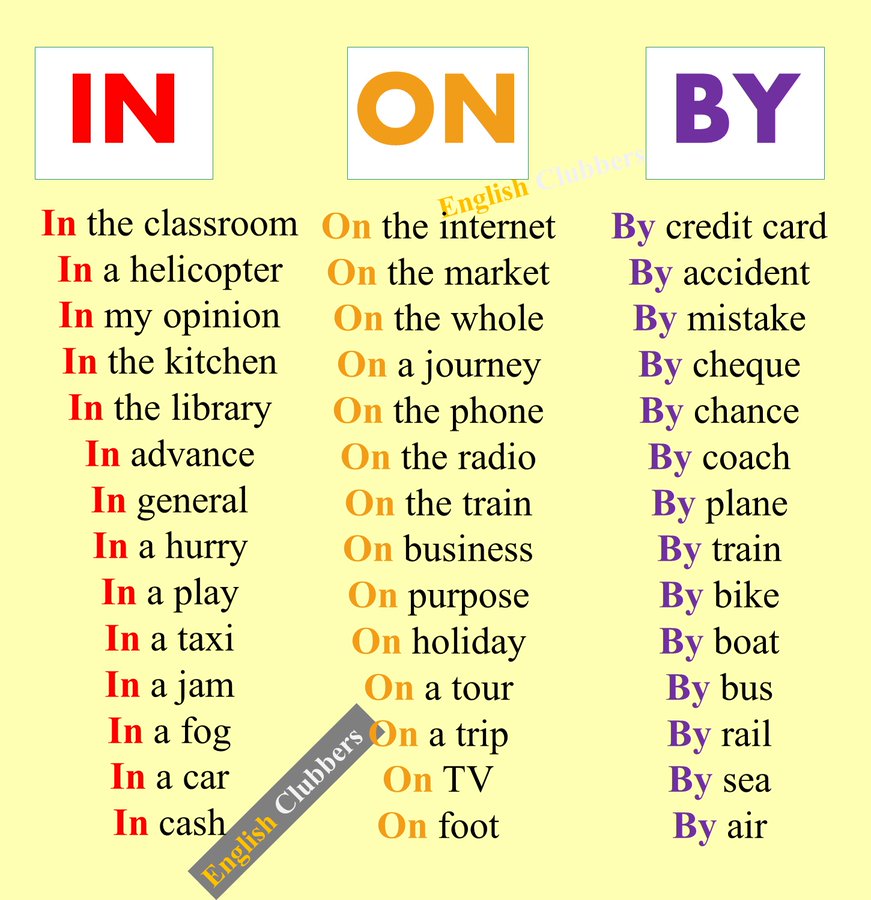 IN
In the classroom
In a helicopter
In my opinion
In the kitchen
In the library
In advance
In general
In a hurry
In a play
In a taxi
In a jam
In a fog
In a car
In cash
ON
On the internet
On the market
On the whole
On a journey
On the phone
On the radio
On the train
On business
On purpose
On holiday
On a tour
On a trip
On TV
On foot
BY
By credit card
By accident
By mistake
By cheque
By chance
By coach
By plane
By train
By bike
By boat
By bus
By rail
By sea
By air
English Clubbers
English Clubbers